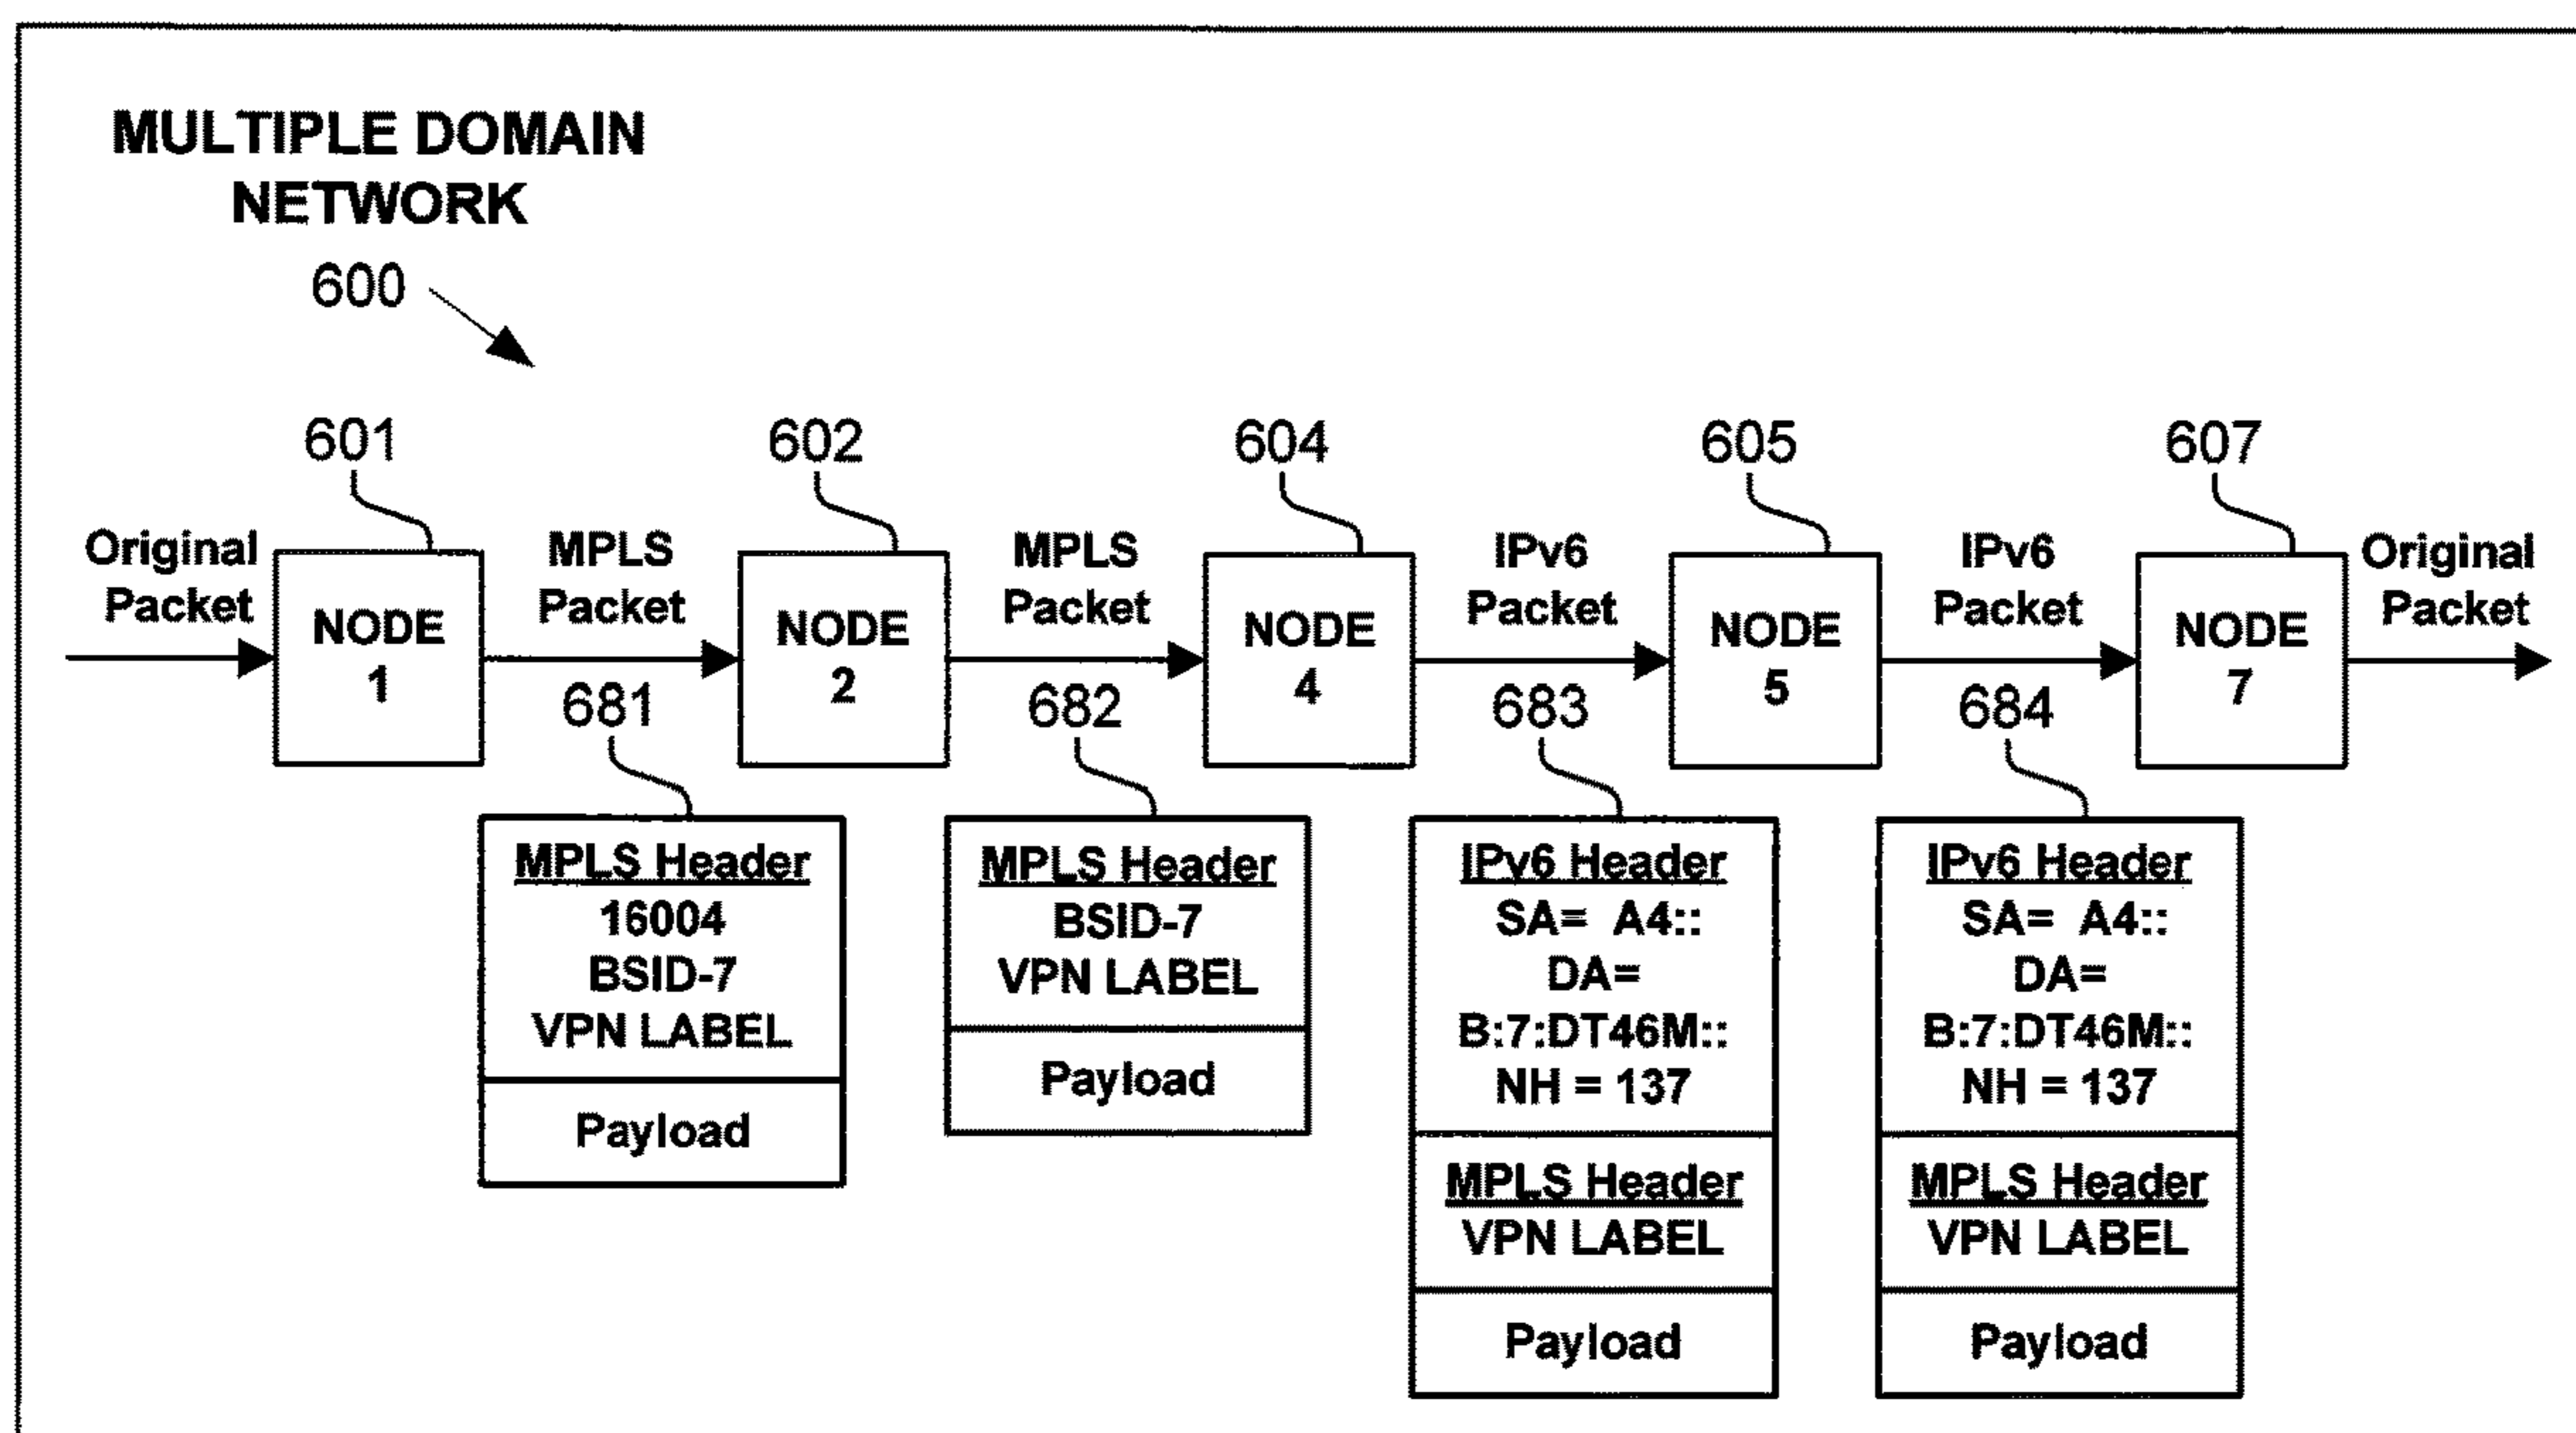 MULTIPLE DOMAIN
NETWORK
600
601
602
604
605
607
Original
Packet
NODE
1
MPLS
Packet
NODE
2
MPLS
Packet
NODE
4
IPv6
Packet
NODE
5
IPv6
Packet
NODE
7
Original
Packet
681
682
683
684
MPLS Header
16004
BSID-7
VPN LABEL
Payload
MPLS Header
BSID-7
VPN LABEL
Payload
IPv6 Header
SA= A4::
DA=
B:7:DT46M::
NH = 137
MPLS Header
VPN LABEL
Payload
IPv6 Header
SA= A4::
DA=
B:7:DT46M::
NH = 137
MPLS Header
VPN LABEL
Payload